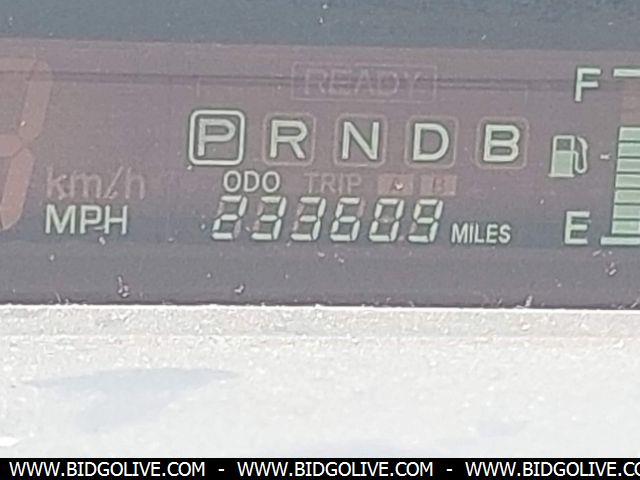 READY
F
P R N D B
km/h ODO TRIP A B
MPH 233609 MILES E
WWW.BIDGOLIVE.COM - WWW.BIDGOLIVE.COM - WWW.BIDGOLIVE.CO